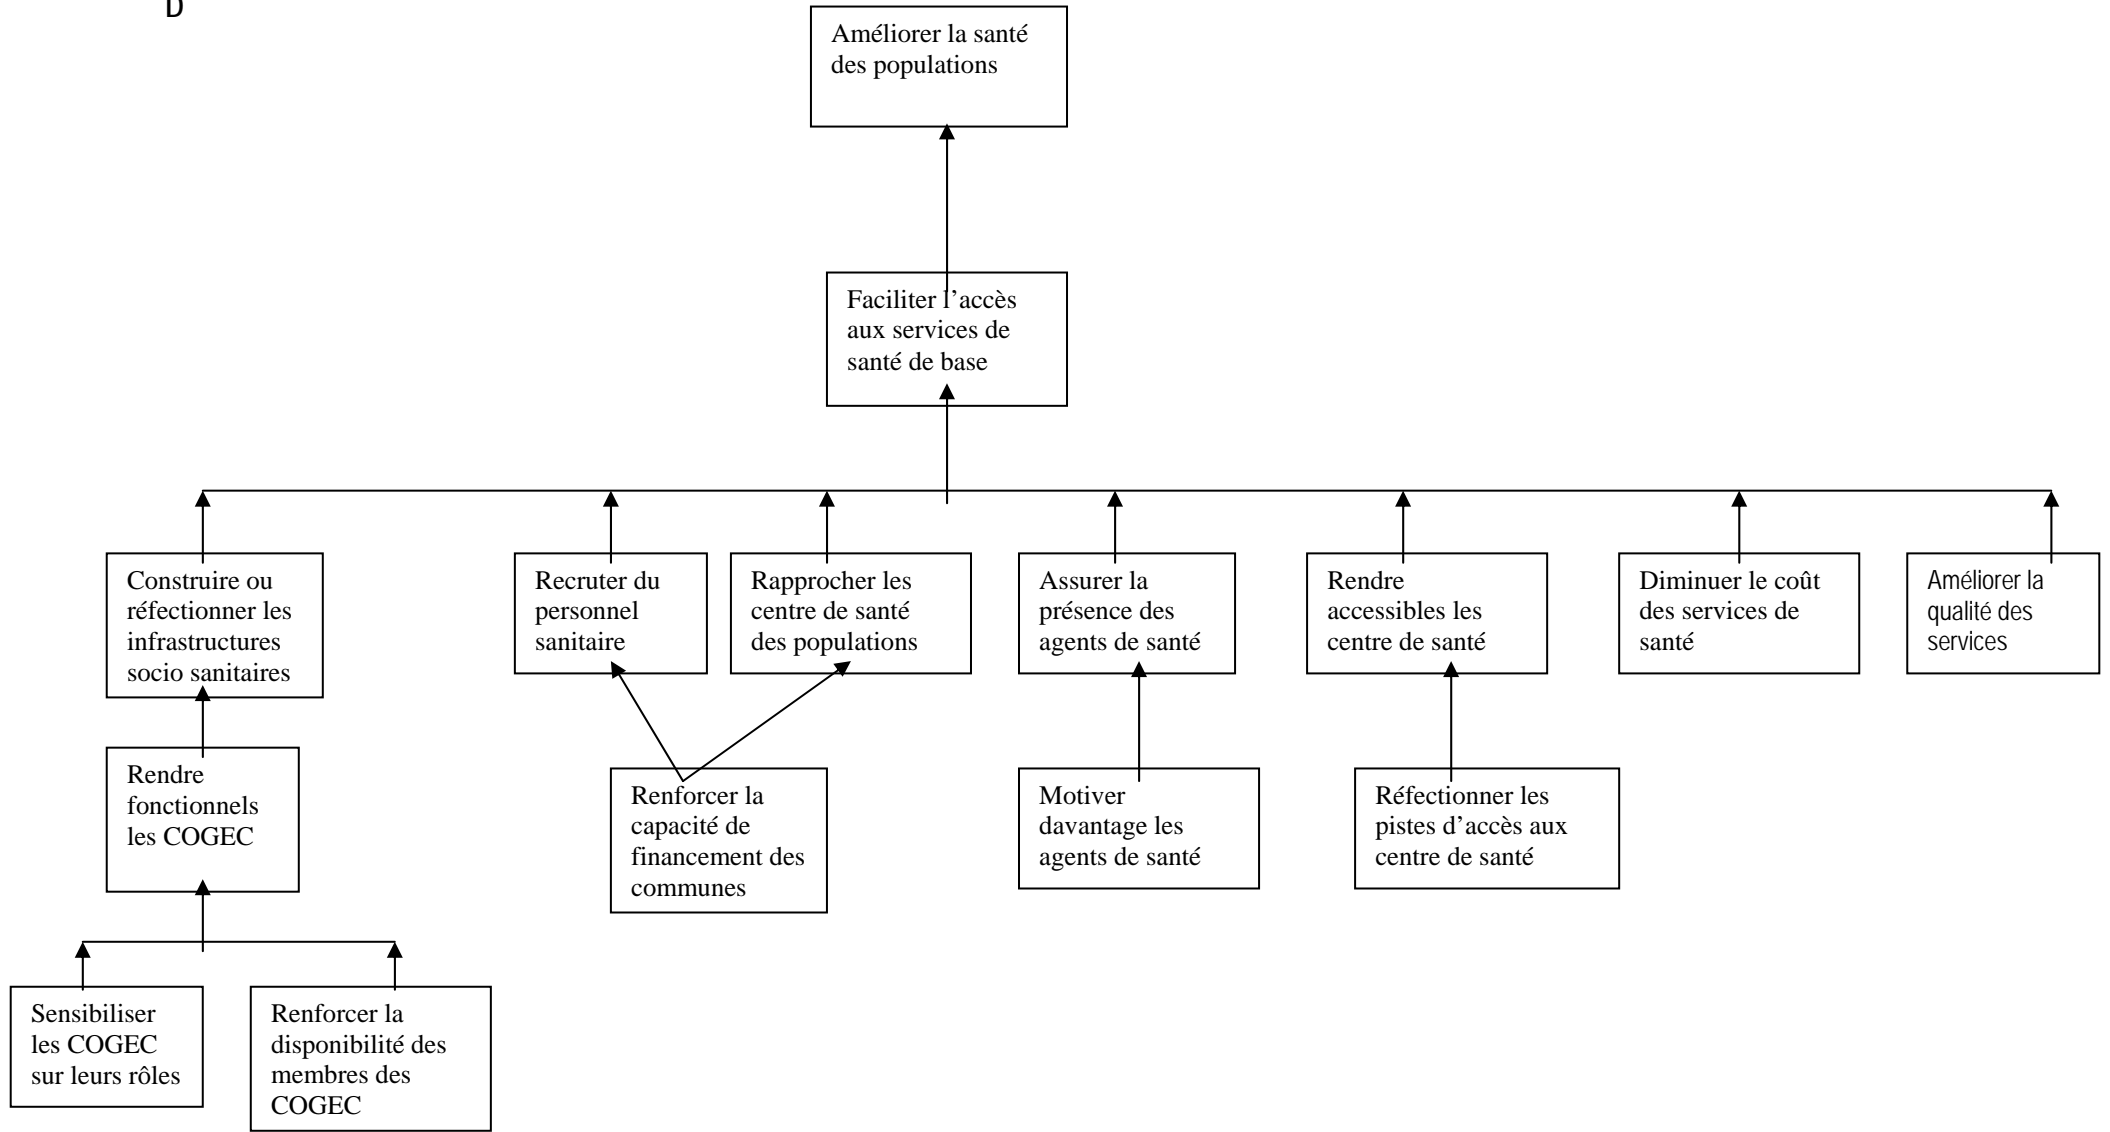 D
Améliorer la santé
des populations
Faciliter l’accès
aux services de
santé de base
Construire ou
réfectionner les
infrastructures
socio sanitaires
Recruter du
personnel
sanitaire
Rapprocher les
centre de santé
des populations
Assurer la
présence des
agents de santé
Rendre
accessibles les
centre de santé
Diminuer le coût
des services de
santé
Améliorer la
qualité des
services
Rendre
fonctionnels
les COGEC
Renforcer la
capacité de
financement des
communes
Motiver
davantage les
agents de santé
Réfectionner les
pistes d’accès aux
centre de santé
Sensibiliser
les COGEC
sur leurs rôles
Renforcer la
disponibilité des
membres des
COGEC